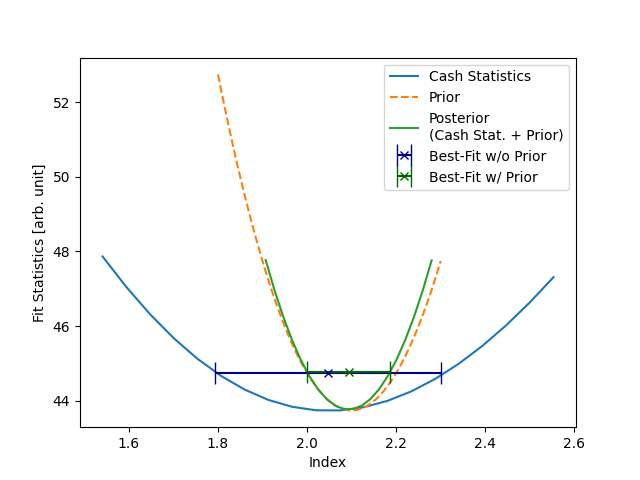 Fit Statistics [arb. unit]
52
50
48
46
44
Cash Statistics
Prior
Posterior
(Cash Stat. + Prior)
Best-Fit w/o Prior
Best-Fit w/ Prior
1.6
1.8
2.0
2.2
2.4
2.6
Index